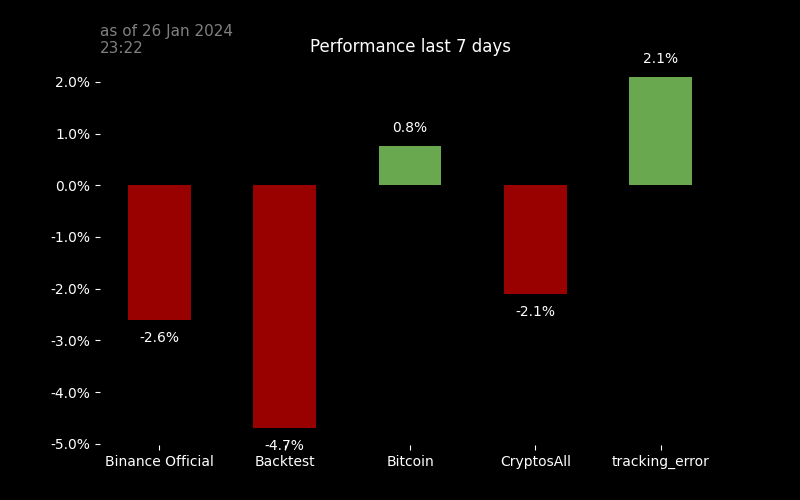 as of 26 Jan 2024
23:22
Performance last 7 days
2.1%
2.0%
1.0%
0.8%
0.0%
-1.0%
-2.0%
-2.1%
-2.6%
-3.0%
-4.0%
-4.7%
-5.0%
Binance Official
Backtest
Bitcoin
CryptosAll
tracking_error